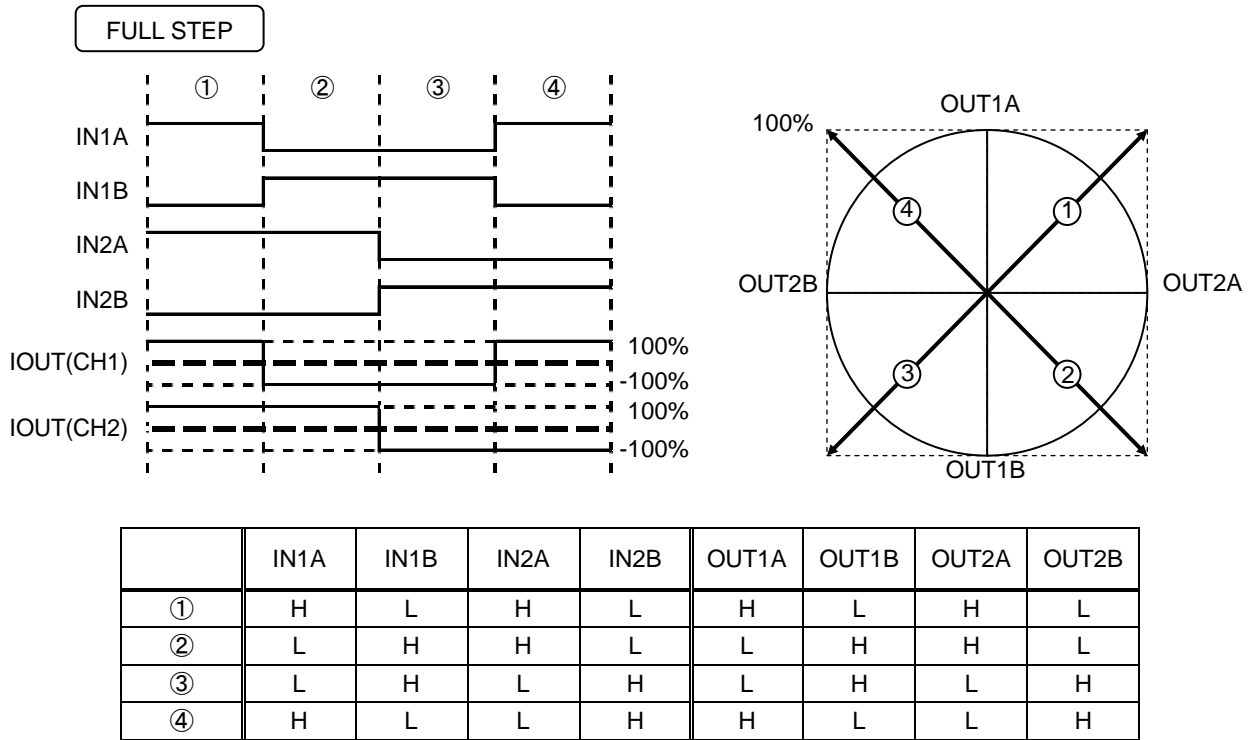 FULL STEP
① ② ③ ④
IN1A
IN1B
IN2A
IN2B
IOUT(CH1)
100%
-100%
IOUT(CH2)
100%
-100%
OUT1A
100%
④ ①
OUT2B OUT2A
③ ②
OUT1B
IN1A IN1B IN2A IN2B OUT1A OUT1B OUT2A OUT2B
① H L H L H L H L
② L H H L L H H L
③ L H L H L H L H
④ H L L H H L L H